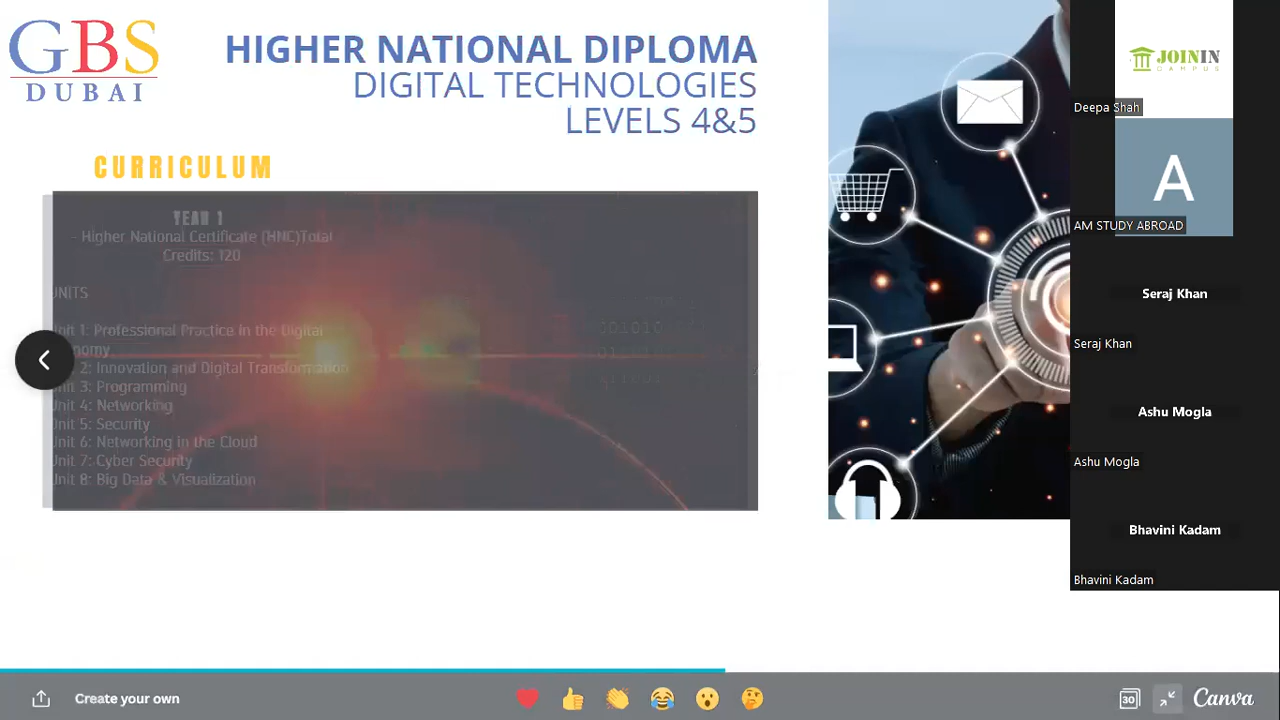 GBS
DUBAI
HIGHER NATIONAL DIPLOMA
DIGITAL TECHNOLOGIES
LEVELS 4&5
CURRICULUM
YEAR 1
- Higher National Certificate (HNC)Total
Credits: 120
UNITS
Unit 1: Professional Practice in the Digital
nomy
2: Innovation and Digital Transformation
Unit 3: Programming
Unit 4: Networking
Unit 5: Security
Unit 6: Networking in the Cloud
Unit 7: Cyber Security
Unit 8: Big Data & Visualization
JOININ
CAMPUS
Deepa Shah
A
AM STUDY ABROAD
Seraj Khan
Seraj Khan
Ashu Mogla
Ashu Mogla
Bhavini Kadam
Bhavini Kadam
Create your own
30
Canva